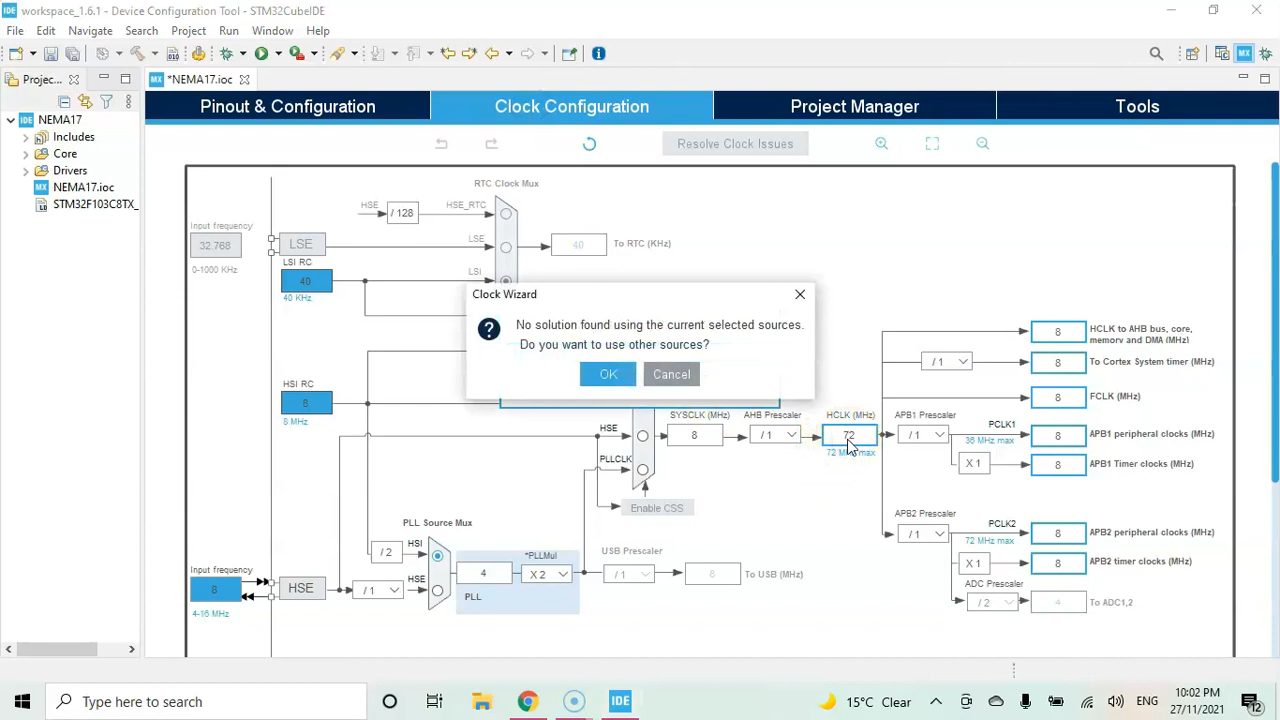 workspace_1.6.1 - Device Configuration Tool - STM32CubeIDE
File Edit Navigate Search Project Run Window Help
Projec...
*NEMA17.ioc
MX
NEMA17
Includes
Core
Drivers
NEMA17.ioc
STM32F103C8TX_
Pinout & Configuration
Clock Configuration
Project Manager
Tools
Resolve Clock Issues
RTC Clock Mux
HSE
/ 128
HSE_RTC
Input frequency
32.768
0-1000 KHz
LSE
LSE
40
To RTC (KHz)
LSI RC
40
40 KHz
LSI
Clock Wizard
No solution found using the current selected sources.
Do you want to use other sources?
OK
Cancel
HSI RC
8
8 MHz
SYSCLK (MHz)
AHB Prescaler
HCLK (MHz)
HSE
8
/ 1
72
72 MHz max
PLLCLK
Enable CSS
8
HCLK to AHB bus, core,
memory and DMA (MHz)
/ 1
8
To Cortex System timer (MHz)
8
FCLK (MHz)
APB1 Prescaler
/ 1
PCLK1
36 MHz max
8
APB1 peripheral clocks (MHz)
X 1
8
APB1 Timer clocks (MHz)
APB2 Prescaler
/ 1
PCLK2
72 MHz max
8
APB2 peripheral clocks (MHz)
X 1
8
APB2 timer clocks (MHz)
ADC Prescaler
/ 2
4
To ADC1,2
PLL Source Mux
/ 2
HSI
*PLLMul
4
X 2
PLL
USB Prescaler
/ 1
To USB (MHz)
Input frequency
8
4-16 MHz
HSE
/ 1
HSE
Type here to search
IDE
15°C Clear
ENG
10:02 PM
27/11/2021
12